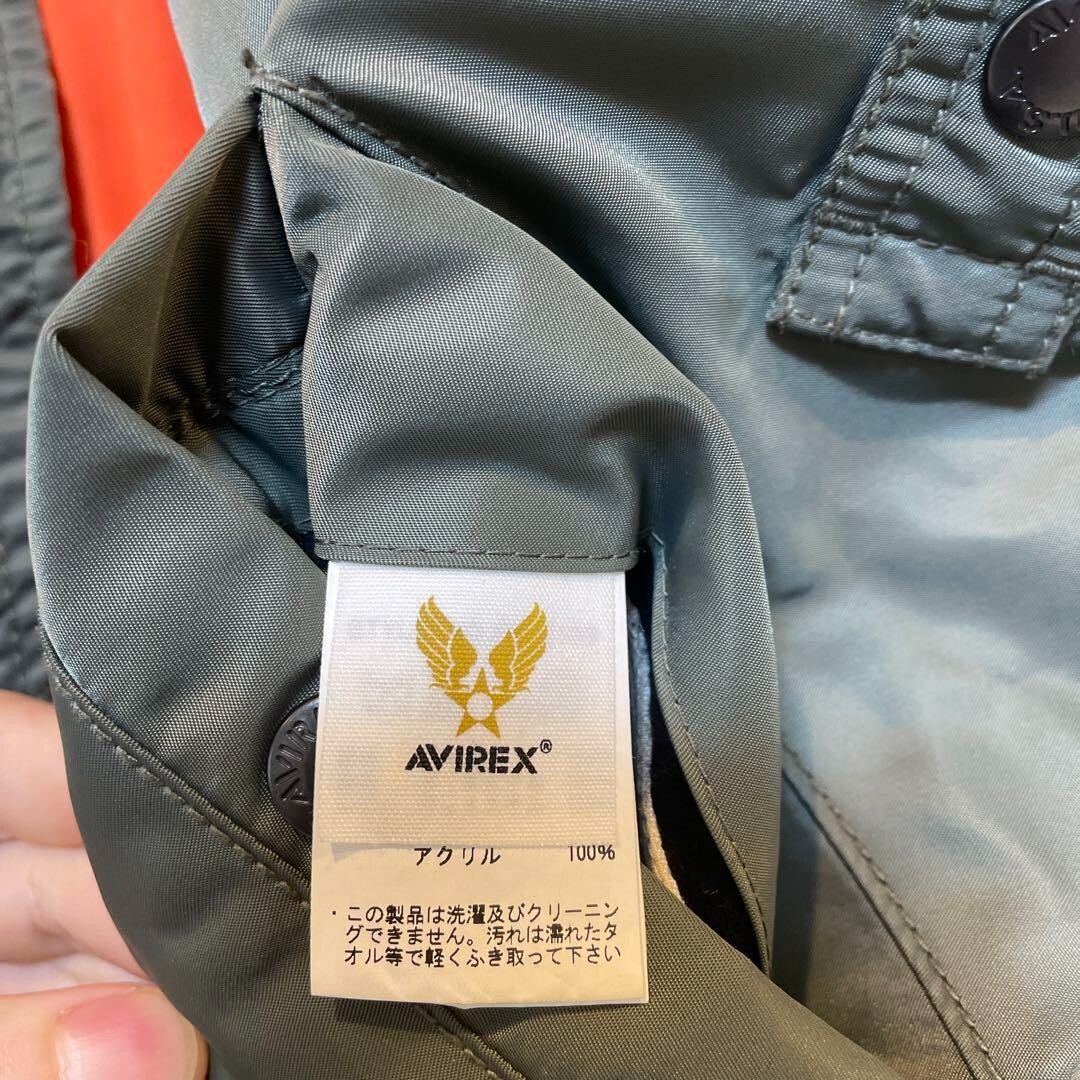 AVIREX®
アクリル 100%
・この製品は洗濯及びクリーニン
グできません。汚れは濡れたタ
オル等で軽くふき取って下さい